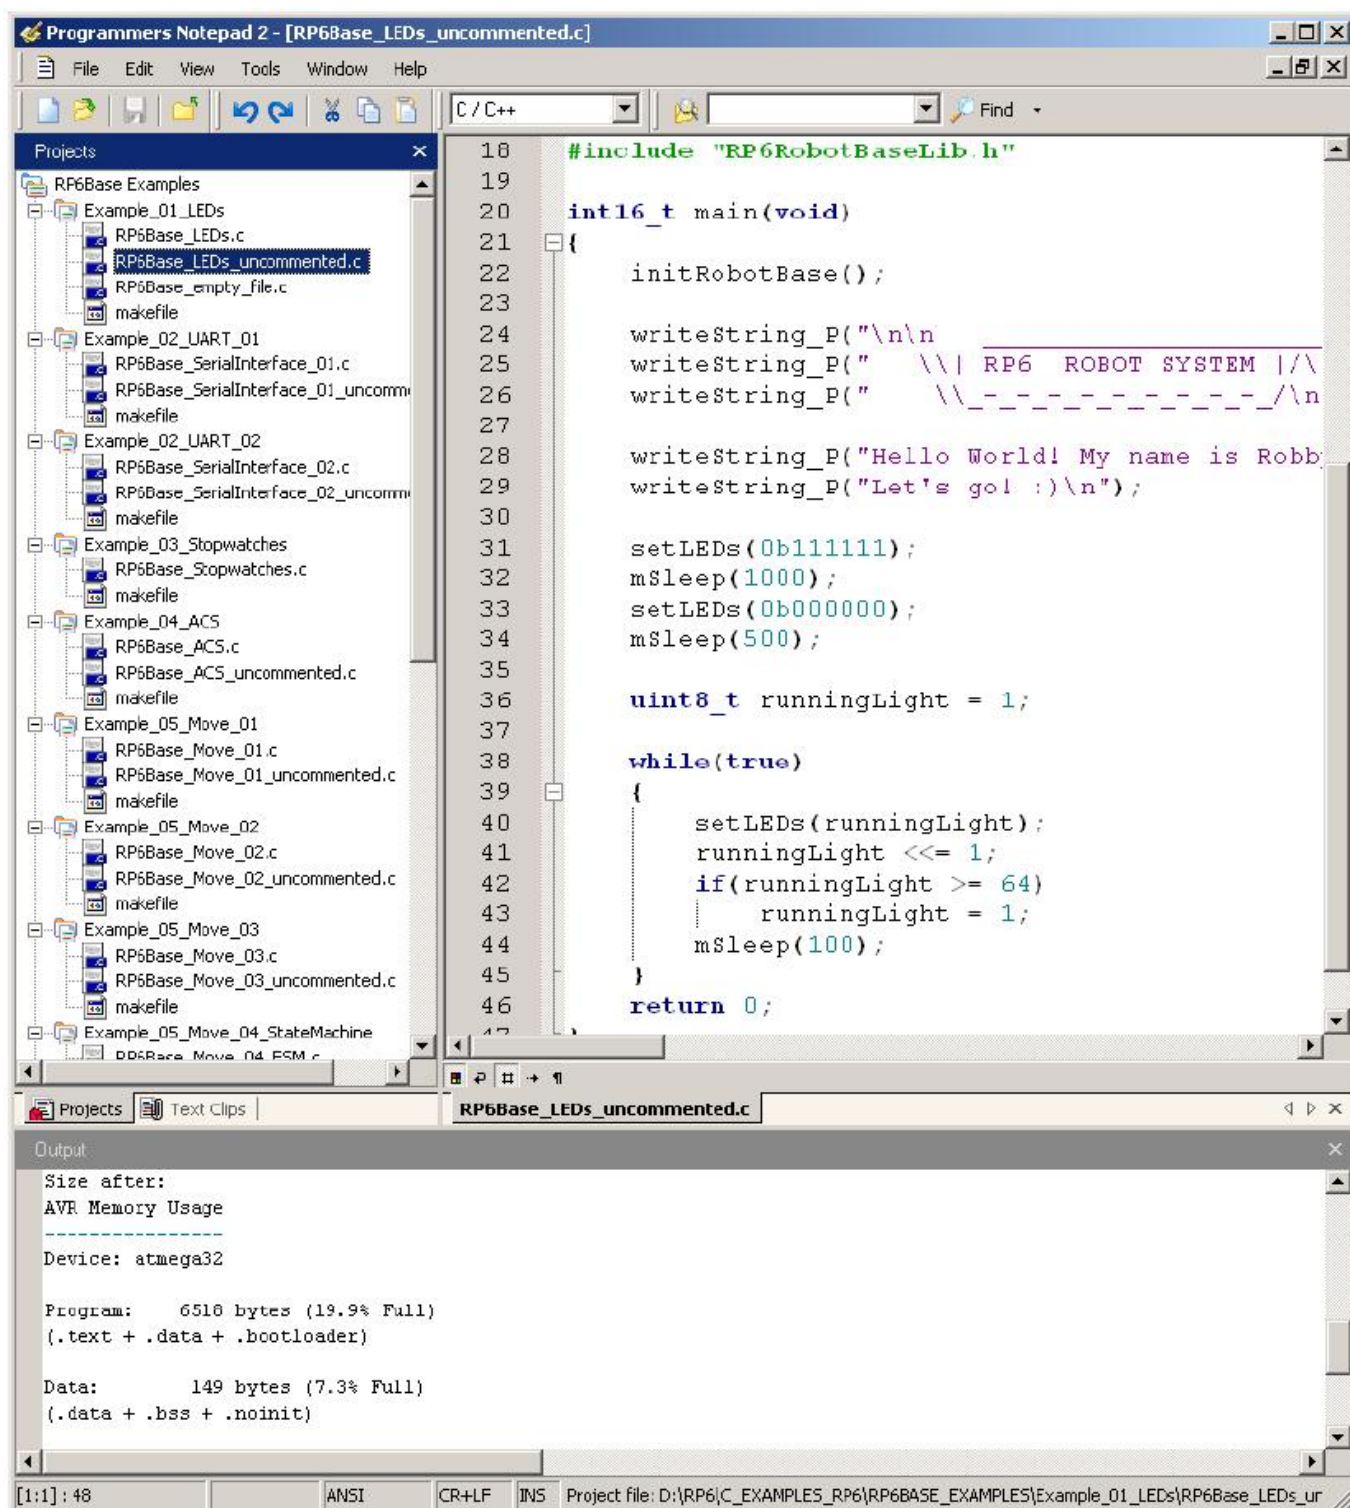 Programmers Notepad 2 - [RP6Base_LEDs_uncommented.c]
File Edit View Tools Window Help
C / C++
Find
Projects
RP6Base Examples
Example_01_LEDs
RP6Base_LEDs.c
RP6Base_LEDs_uncommented.c
RP6Base_empty_file.c
makefile
Example_02_UART_01
RP6Base_SerialInterface_01.c
RP6Base_SerialInterface_01_uncomm
makefile
Example_02_UART_02
RP6Base_SerialInterface_02.c
RP6Base_SerialInterface_02_uncomm
makefile
Example_03_Stopwatches
RP6Base_Stopwatches.c
makefile
Example_04_ACS
RP6Base_ACS.c
RP6Base_ACS_uncommented.c
makefile
Example_05_Move_01
RP6Base_Move_01.c
RP6Base_Move_01_uncommented.c
makefile
Example_05_Move_02
RP6Base_Move_02.c
RP6Base_Move_02_uncommented.c
makefile
Example_05_Move_03
RP6Base_Move_03.c
RP6Base_Move_03_uncommented.c
makefile
Example_05_Move_04_StateMachine
RP6Base_Move_04_FSM.c
Projects Text Clips
18 #include "RP6RobotBaseLib.h"
19
20 int16_t main(void)
21 {
22 initRobotBase();
23
24 writeString_P("\n\n _____________________
25 writeString_P(" \\| RP6 ROBOT SYSTEM |/\
26 writeString_P(" \\_-_-_-_-_-_-_-_-_-_/\n
27
28 writeString_P("Hello World! My name is Robb
29 writeString_P("Let's go! :)\n");
30
31 setLEDs(0b111111);
32 mSleep(1000);
33 setLEDs(0b000000);
34 mSleep(500);
35
36 uint8_t runningLight = 1;
37
38 while(true)
39 {
40 setLEDs(runningLight);
41 runningLight <<= 1;
42 if(runningLight >= 64)
43 runningLight = 1;
44 mSleep(100);
45 }
46 return 0;
47 }
RP6Base_LEDs_uncommented.c
Output
Size after:
AVR Memory Usage
----------------
Device: atmega32
Program: 6518 bytes (19.9% Full)
(.text + .data + .bootloader)
Data: 149 bytes (7.3% Full)
(.data + .bss + .noinit)
[1:1] : 48 ANSI CR+LF INS Project file: D:\RP6\C_EXAMPLES_RP6\RP6BASE_EXAMPLES\Example_01_LEDs\RP6Base_LEDs_ur